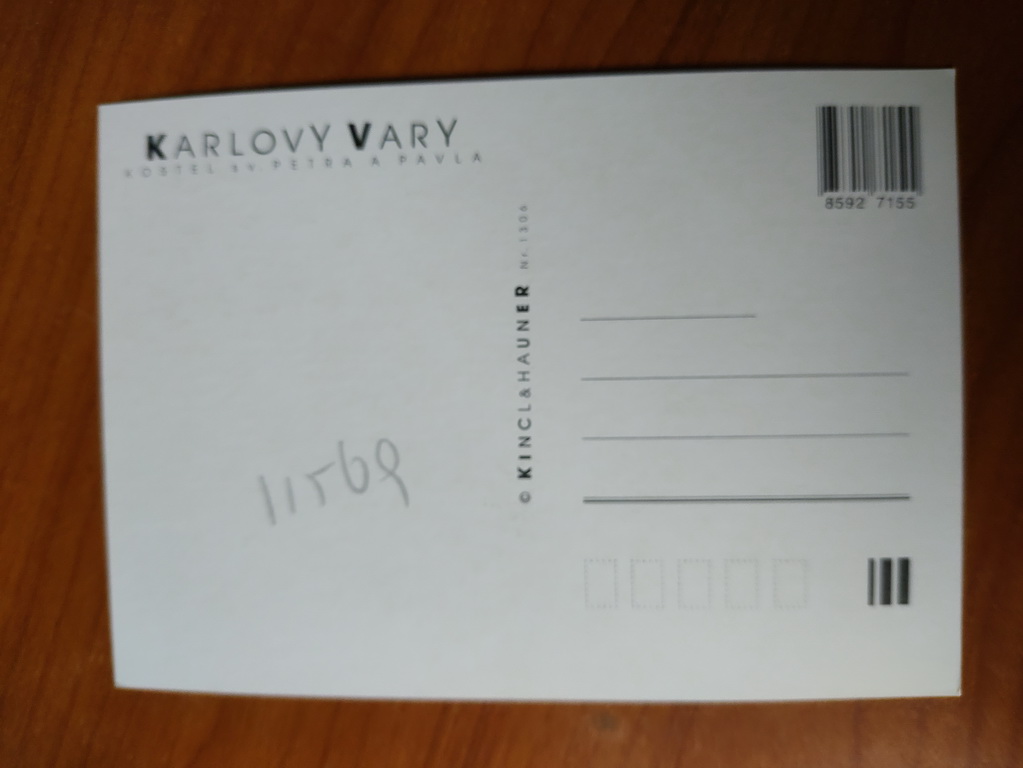 KARLOVY VARY
KOSTEL sv. PETRA A PAVLA
8592 7155
© KINCL&HAUNER Nr. 1306
11569